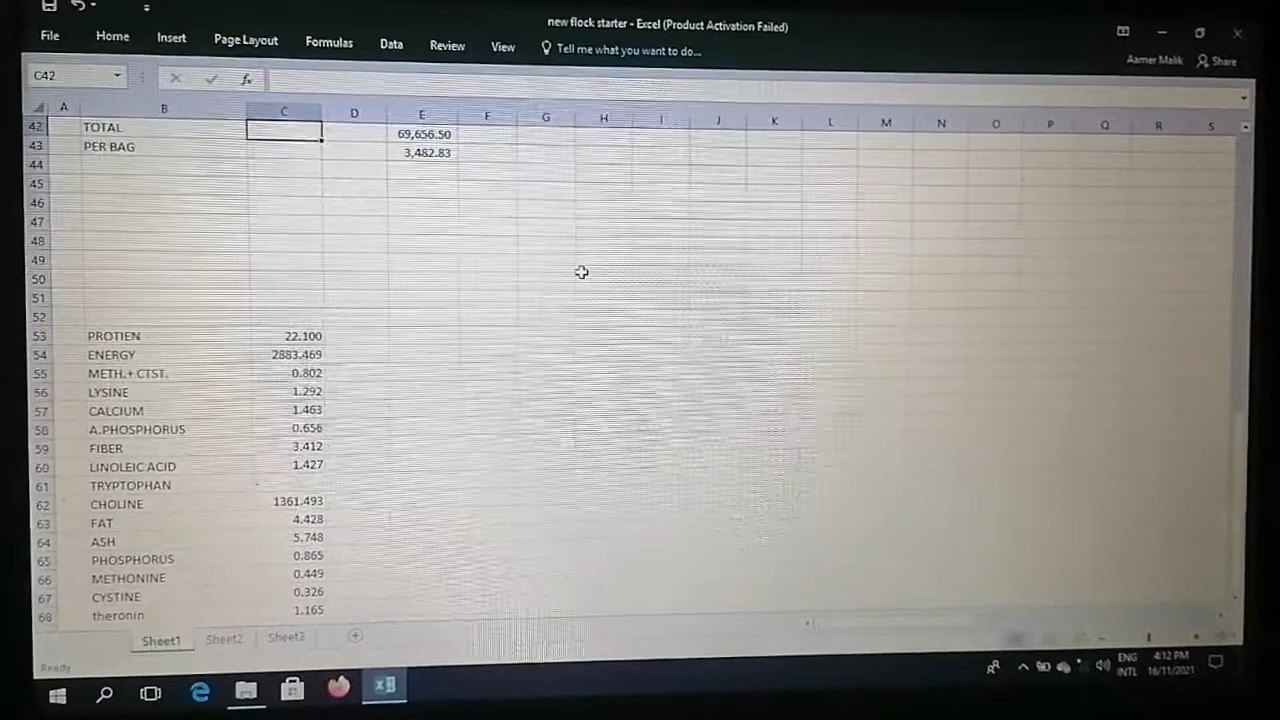 new flock starter - Excel (Product Activation Failed)
File Home Insert Page Layout Formulas Data Review View Tell me what you want to do...
Aamer Malik Share
C42 fx
A B C D E F G H I J K L M N O P Q R S
42 TOTAL 69,656.50
43 PER BAG 3,482.83
44
45
46
47
48
49
50
51
52
53 PROTIEN 22.100
54 ENERGY 2883.469
55 METH.+ CTST. 0.802
56 LYSINE 1.292
57 CALCIUM 1.463
58 A.PHOSPHORUS 0.656
59 FIBER 3.412
60 LINOLEIC ACID 1.427
61 TRYPTOPHAN
62 CHOLINE 1361.493
63 FAT 4.428
64 ASH 5.748
65 PHOSPHORUS 0.865
66 METHONINE 0.449
67 CYSTINE 0.326
68 theronin 1.165
Sheet1 Sheet2 Sheet3
Ready
ENG 4:12 PM
INTL 16/11/2021